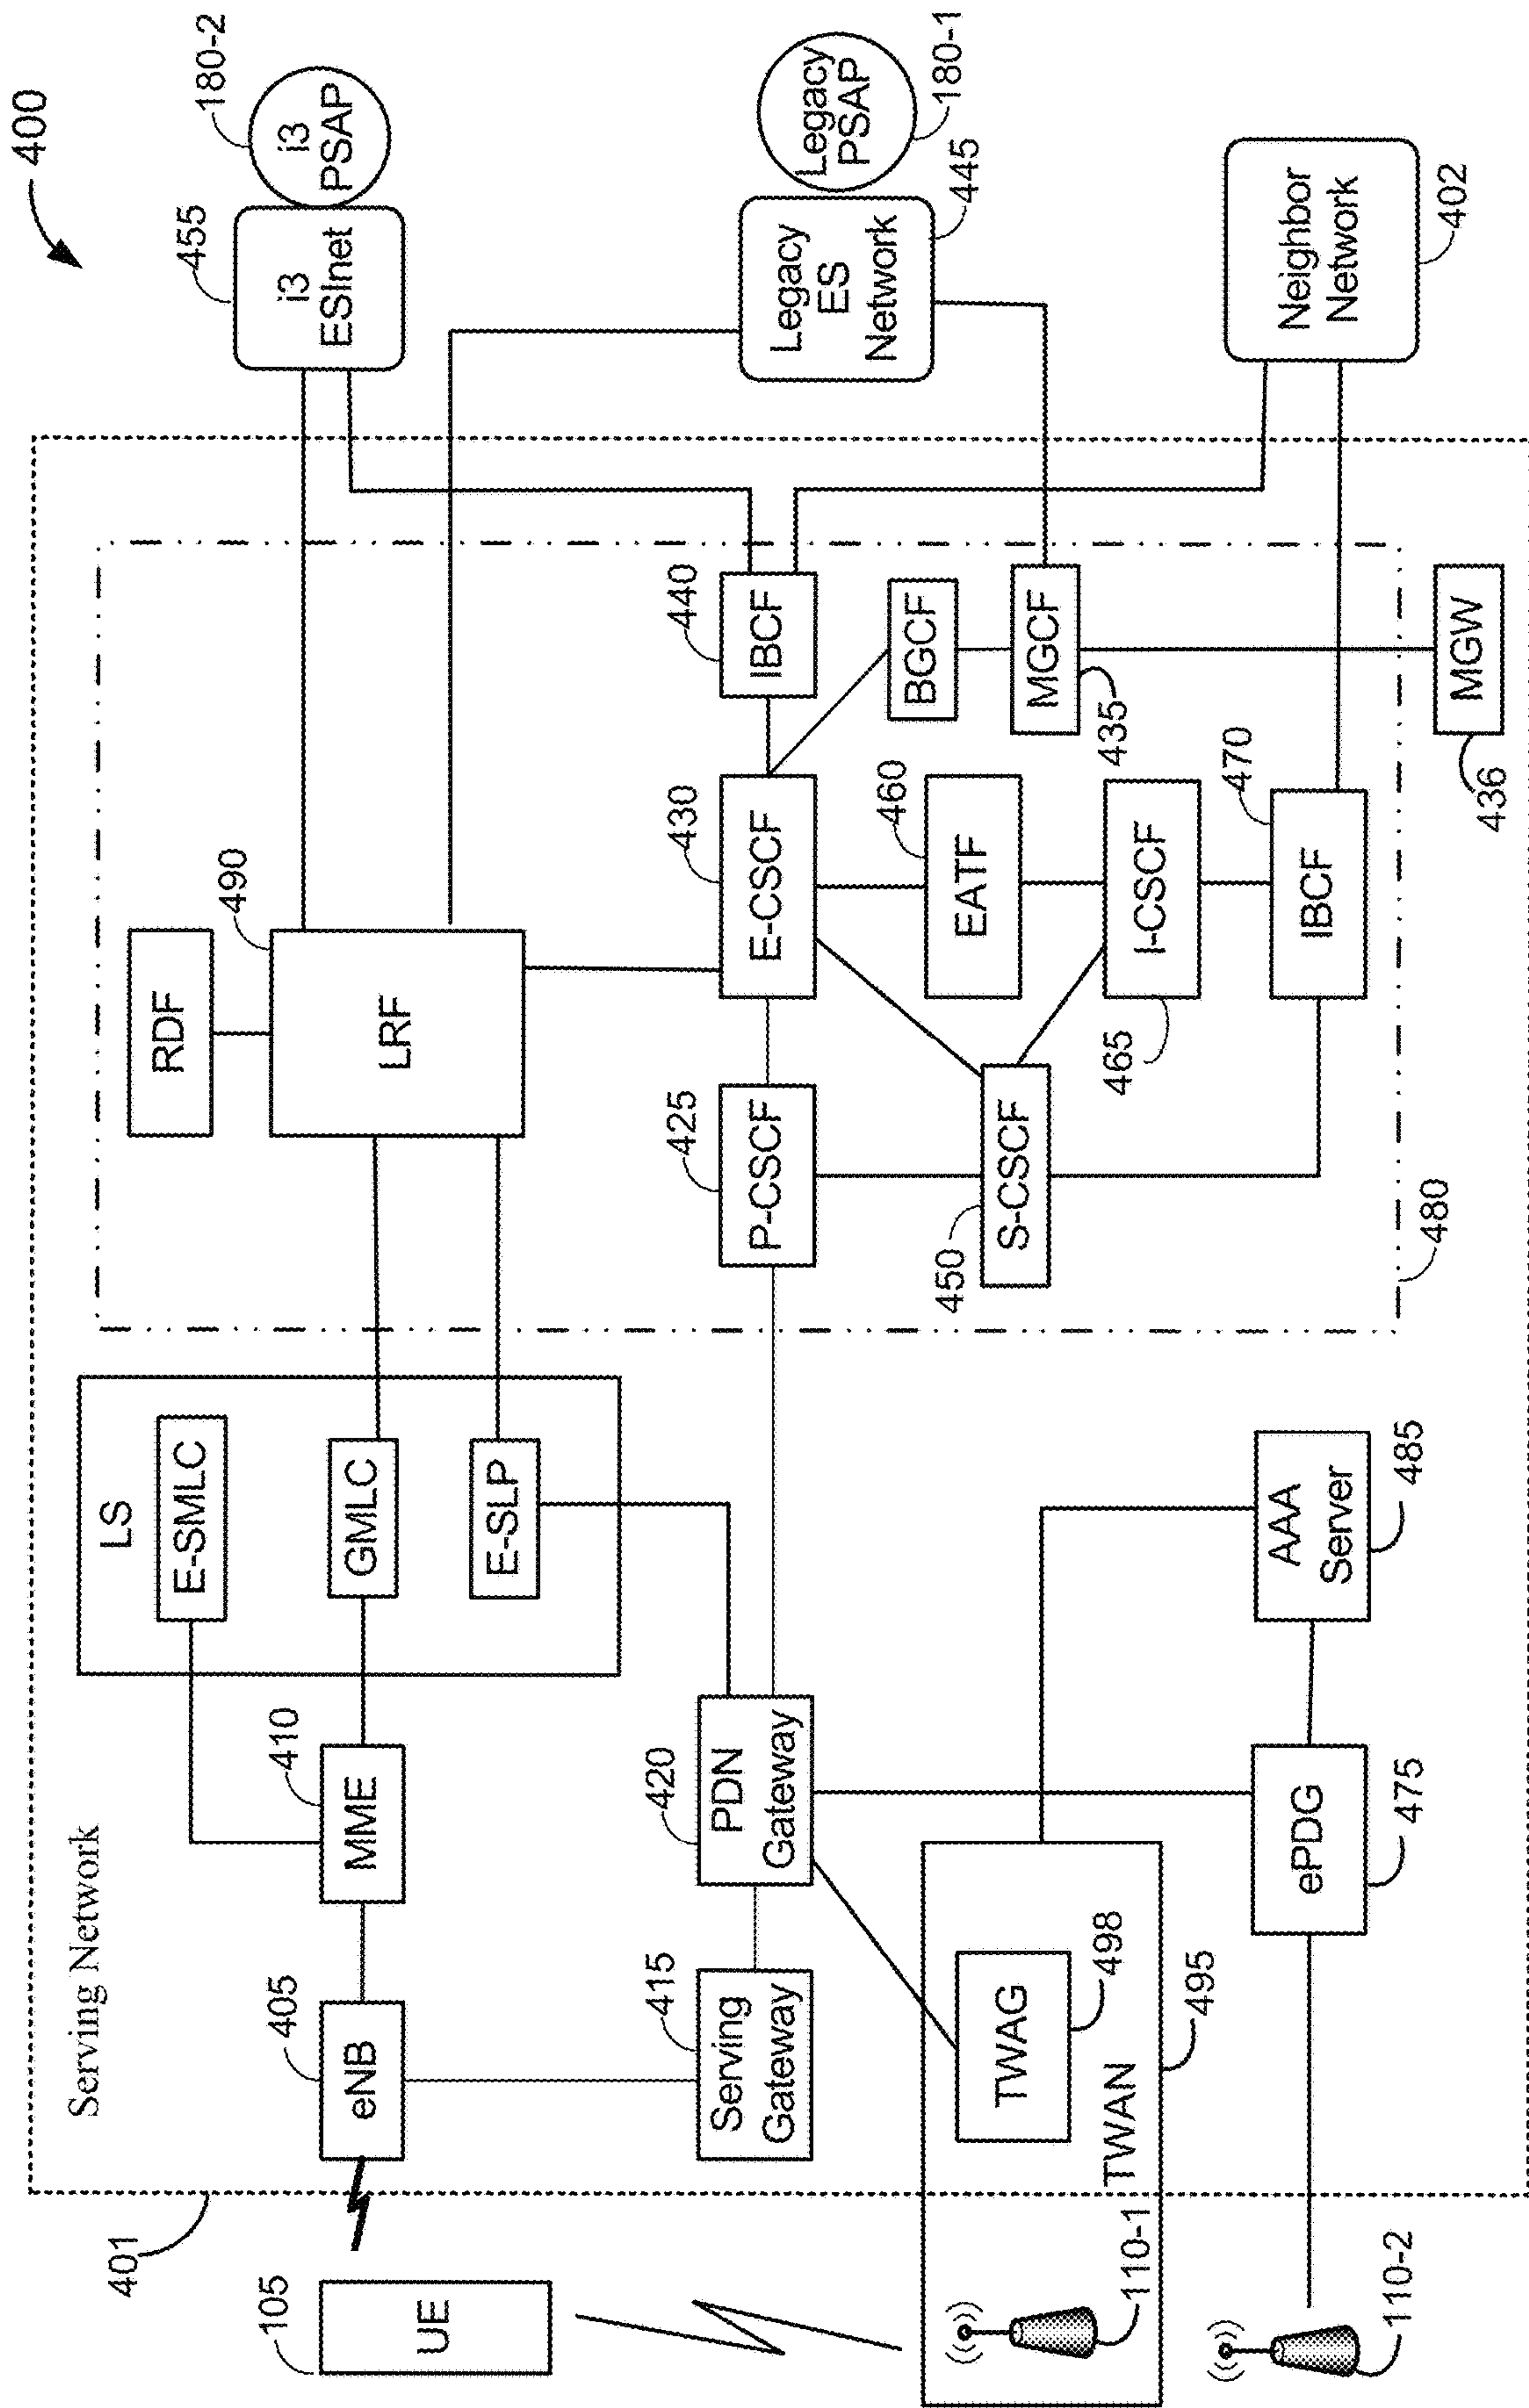 400
Serving Network
401
105
UE
405
eNB
410
MME
LS
E-SMLC
GMLC
E-SLP
RDF
490
LRF
455
i3
ESInet
180-2
i3
PSAP
415
Serving
Gateway
420
PDN
Gateway
425
P-CSCF
430
E-CSCF
440
IBCF
Legacy
ES
Network
445
Legacy
PSAP
180-1
BGCF
MGCF
435
460
EATF
450
S-CSCF
I-CSCF
465
470
IBCF
Neighbor
Network
402
MGW
436
480
TWAG
498
TWAN
495
110-1
110-2
ePDG
475
AAA
Server
485